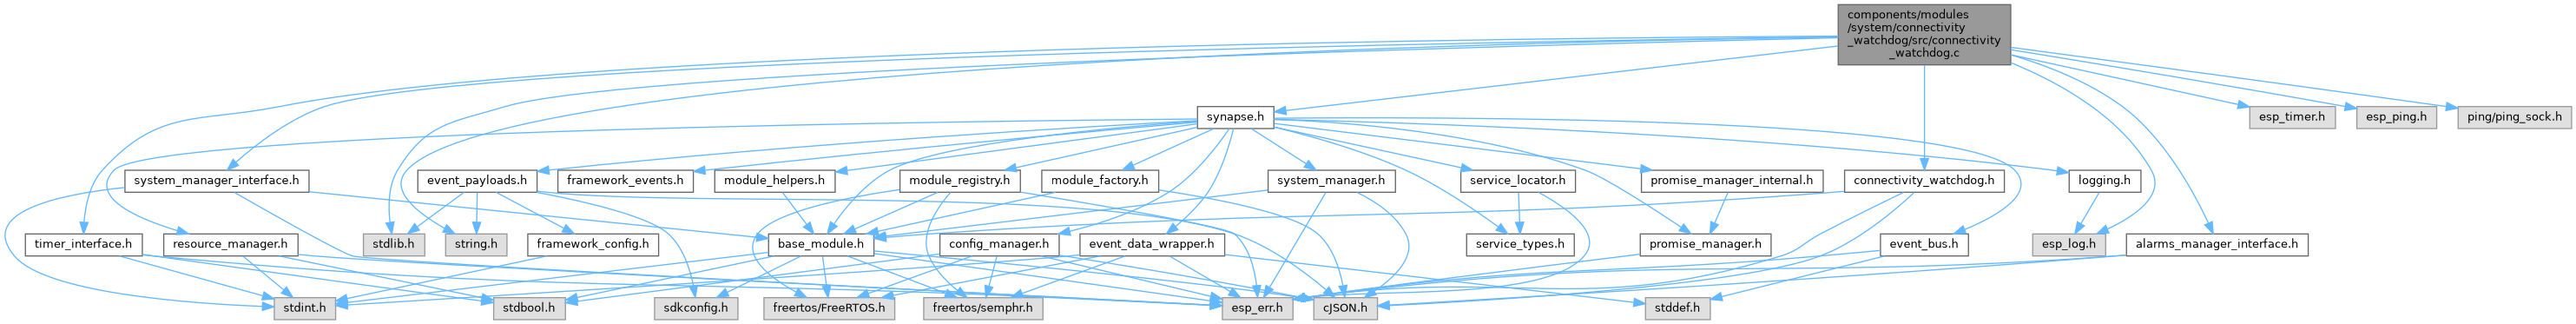 components/modules
/system/connectivity
_watchdog/src/connectivity
_watchdog.c
synapse.h
esp_timer.h
esp_ping.h
ping/ping_sock.h
system_manager_interface.h
event_payloads.h
framework_events.h
module_helpers.h
module_registry.h
module_factory.h
system_manager.h
service_locator.h
promise_manager_internal.h
connectivity_watchdog.h
logging.h
timer_interface.h
resource_manager.h
stdlib.h
string.h
framework_config.h
base_module.h
config_manager.h
event_data_wrapper.h
service_types.h
promise_manager.h
event_bus.h
esp_log.h
alarms_manager_interface.h
stdint.h
stdbool.h
sdkconfig.h
freertos/FreeRTOS.h
freertos/semphr.h
esp_err.h
cJSON.h
stddef.h